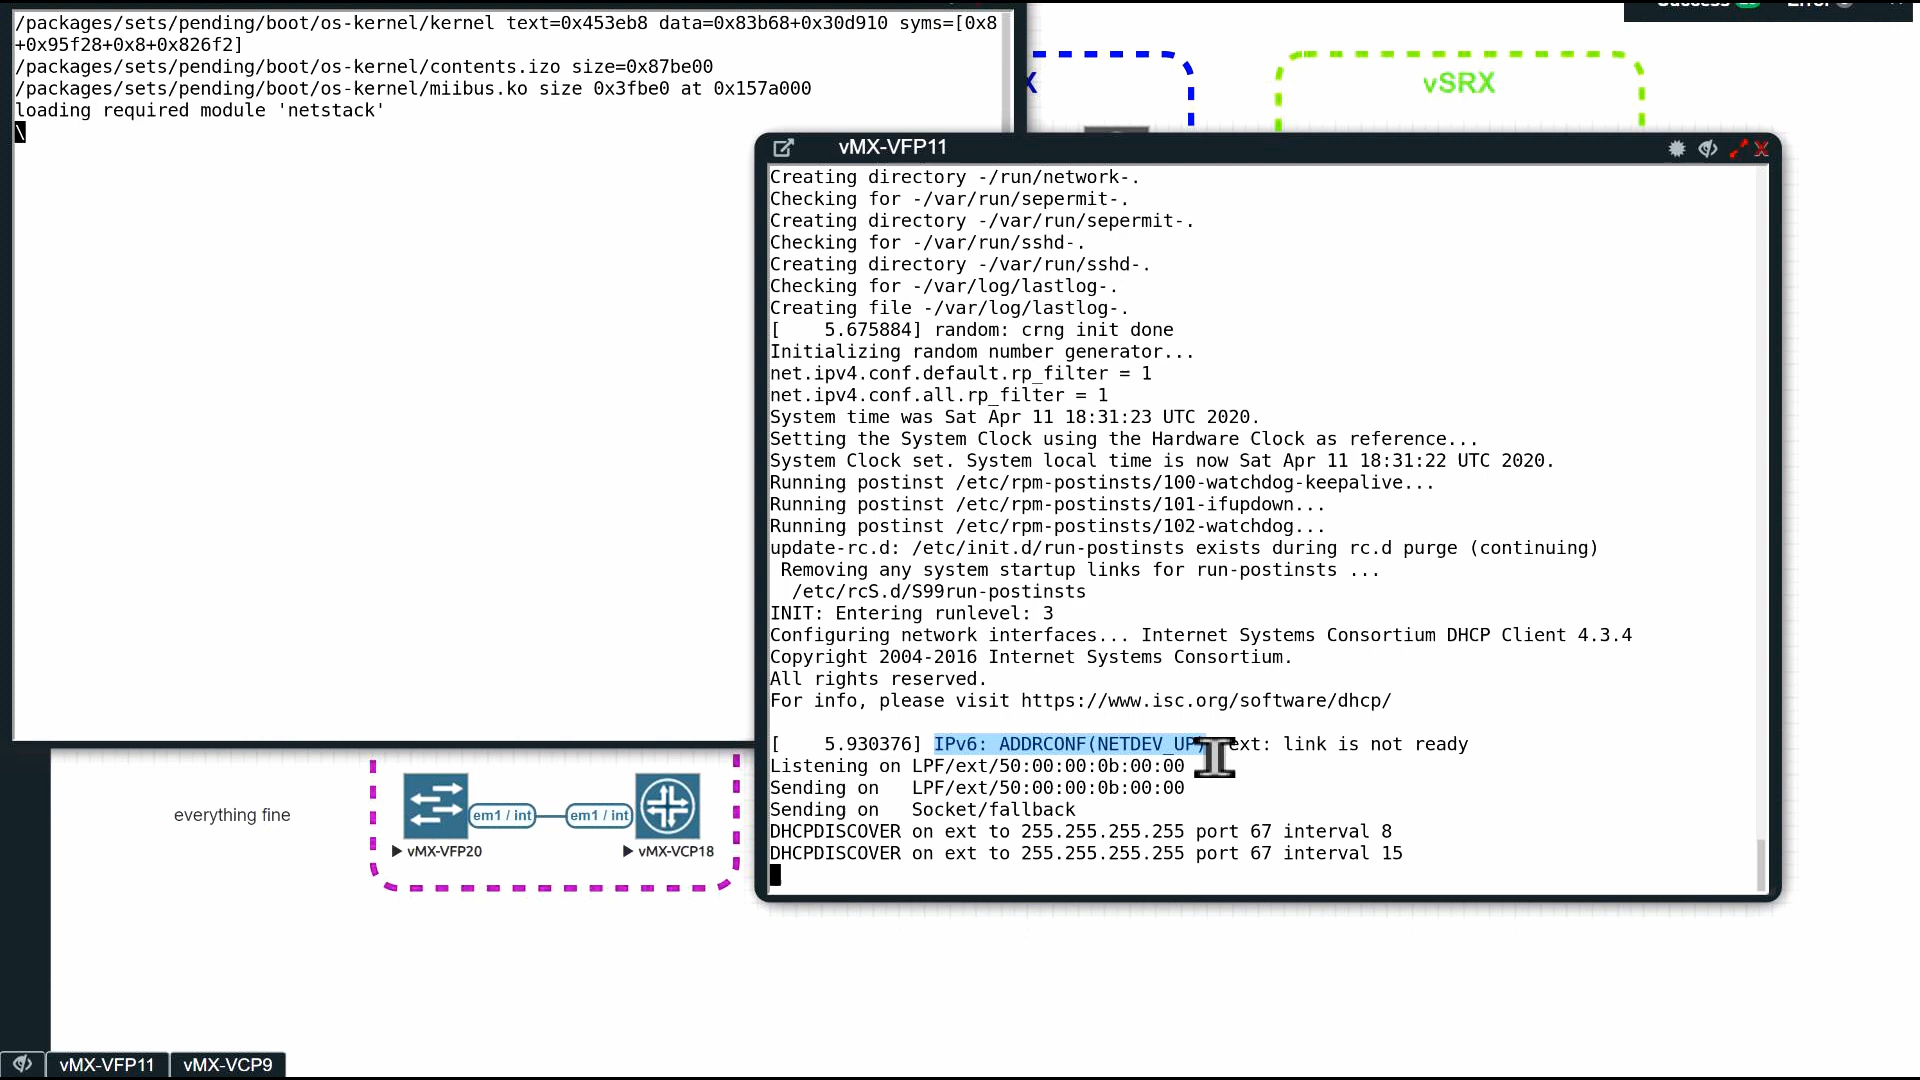 /packages/sets/pending/boot/os-kernel/kernel text=0x453eb8 data=0x83b68+0x30d910 syms=[0x8
+0x95f28+0x8+0x826f2]
/packages/sets/pending/boot/os-kernel/contents.izo size=0x87be00
/packages/sets/pending/boot/os-kernel/miibus.ko size 0x3fbe0 at 0x157a000
loading required module 'netstack'
\
X
vSRX
vMX-VFP11
Creating directory -/run/network-.
Checking for -/var/run/sepermit-.
Creating directory -/var/run/sepermit-.
Checking for -/var/run/sshd-.
Creating directory -/var/run/sshd-.
Checking for -/var/log/lastlog-.
Creating file -/var/log/lastlog-.
[    5.675884] random: crng init done
Initializing random number generator...
net.ipv4.conf.default.rp_filter = 1
net.ipv4.conf.all.rp_filter = 1
System time was Sat Apr 11 18:31:23 UTC 2020.
Setting the System Clock using the Hardware Clock as reference...
System Clock set. System local time is now Sat Apr 11 18:31:22 UTC 2020.
Running postinst /etc/rpm-postinsts/100-watchdog-keepalive...
Running postinst /etc/rpm-postinsts/101-ifupdown...
Running postinst /etc/rpm-postinsts/102-watchdog...
update-rc.d: /etc/init.d/run-postinsts exists during rc.d purge (continuing)
 Removing any system startup links for run-postinsts ...
  /etc/rcS.d/S99run-postinsts
INIT: Entering runlevel: 3
Configuring network interfaces... Internet Systems Consortium DHCP Client 4.3.4
Copyright 2004-2016 Internet Systems Consortium.
All rights reserved.
For info, please visit https://www.isc.org/software/dhcp/
[    5.930376] IPv6: ADDRCONF(NETDEV_UP) ext: link is not ready
Listening on LPF/ext/50:00:00:0b:00:00
Sending on   LPF/ext/50:00:00:0b:00:00
Sending on   Socket/fallback
DHCPDISCOVER on ext to 255.255.255.255 port 67 interval 8
DHCPDISCOVER on ext to 255.255.255.255 port 67 interval 15
everything fine
em1 / int
em1 / int
vMX-VFP20
vMX-VCP18
vMX-VFP11
vMX-VCP9